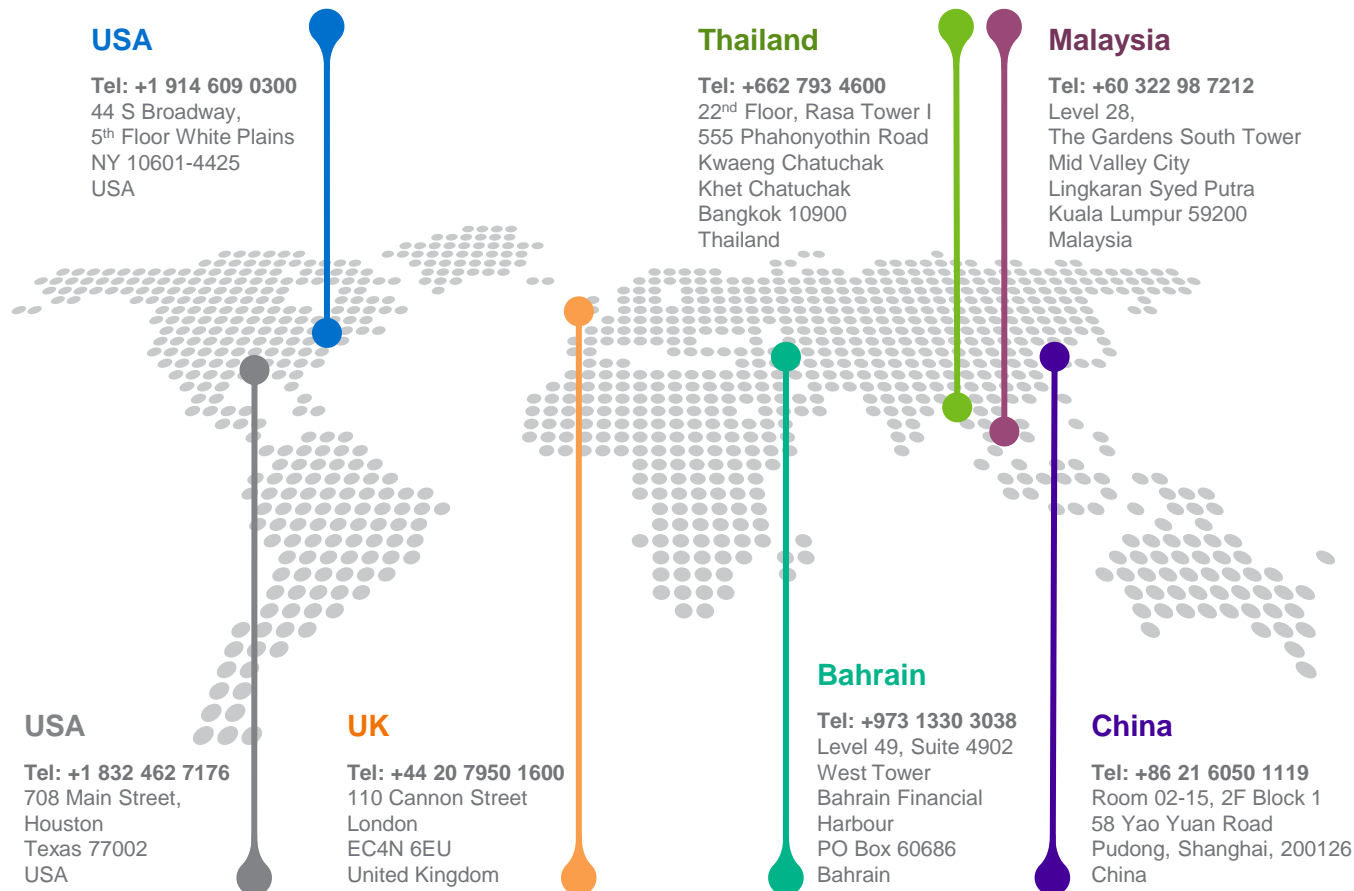 USA
Tel: +1 914 609 0300
44 S Broadway,
5th Floor White Plains
NY 10601-4425
USA
Thailand
Tel: +662 793 4600
22nd Floor, Rasa Tower I
555 Phahonyothin Road
Kwaeng Chatuchak
Khet Chatuchak
Bangkok 10900
Thailand
Malaysia
Tel: +60 322 98 7212
Level 28,
The Gardens South Tower
Mid Valley City
Lingkaran Syed Putra
Kuala Lumpur 59200
Malaysia
USA
Tel: +1 832 462 7176
708 Main Street,
Houston
Texas 77002
USA
UK
Tel: +44 20 7950 1600
110 Cannon Street
London
EC4N 6EU
United Kingdom
Bahrain
Tel: +973 1330 3038
Level 49, Suite 4902
West Tower
Bahrain Financial
Harbour
PO Box 60686
Bahrain
China
Tel: +86 21 6050 1119
Room 02-15, 2F Block 1
58 Yao Yuan Road
Pudong, Shanghai, 200126
China